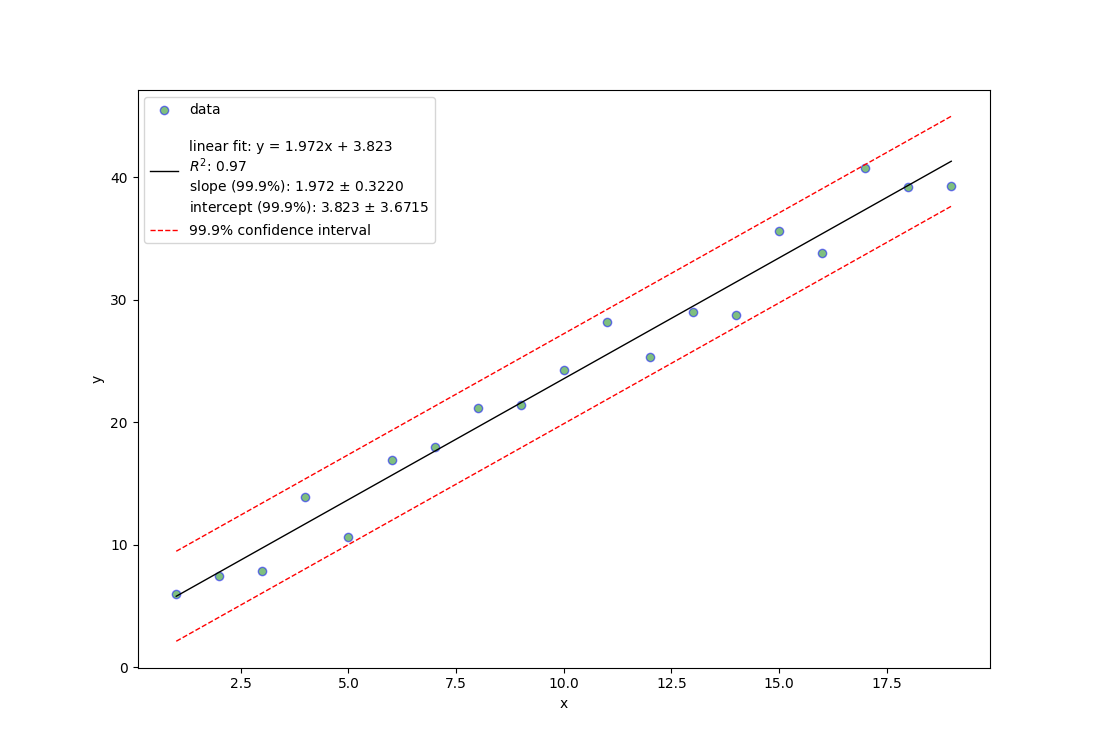 data
linear fit: y = 1.972x + 3.823
R²: 0.97
slope (99.9%): 1.972 ± 0.3220
intercept (99.9%): 3.823 ± 3.6715
99.9% confidence interval
40
30
20
10
0
y
2.5 5.0 7.5 10.0 12.5 15.0 17.5
x